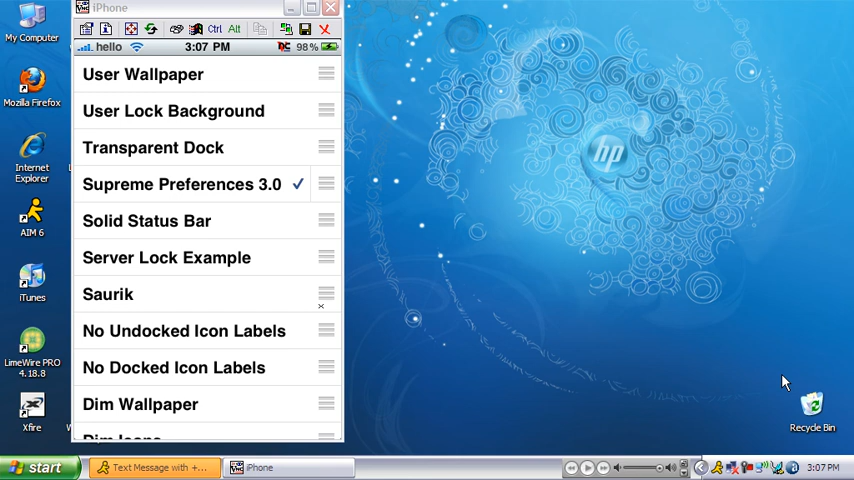 My Computer
Mozilla Firefox
Internet
Explorer
AIM 6
iTunes
LimeWire PRO
4.18.8
Xfire
iPhone
Ctrl Alt
hello 3:07 PM 98%
User Wallpaper
User Lock Background
Transparent Dock
Supreme Preferences 3.0
Solid Status Bar
Server Lock Example
Saurik
No Undocked Icon Labels
No Docked Icon Labels
Dim Wallpaper
Dim Icons
hp
Recycle Bin
start
Text Message with +...
iPhone
3:07 PM